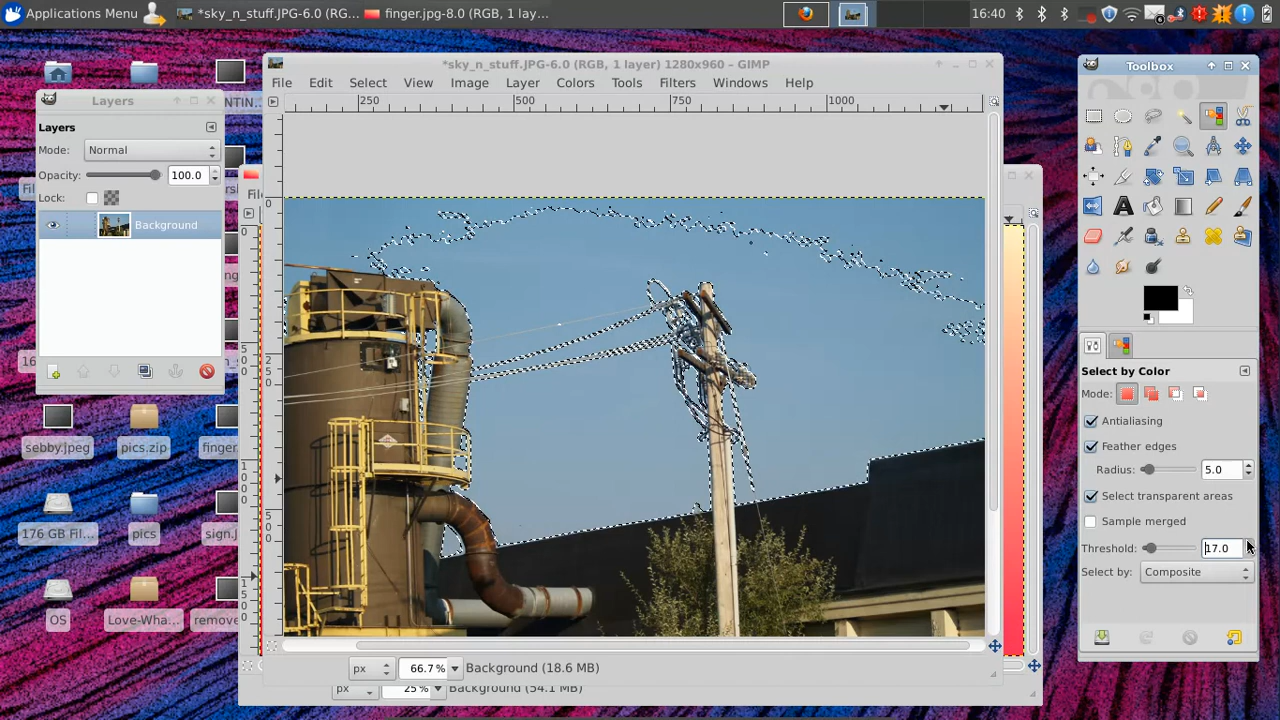 Applications Menu
*sky_n_stuff.JPG-6.0 (RG...
finger.jpg-8.0 (RGB, 1 lay...
16:40
*sky_n_stuff.JPG-6.0 (RGB, 1 layer) 1280x960 – GIMP
File Edit Select View Image Layer Colors Tools Filters Windows Help
250 500 750 1000
Layers
Layers
Mode: Normal
Opacity: 100.0
Lock:
Background
sebby.jpeg
pics.zip
finger.
176 GB Fil...
pics
sign.j
OS
Love-Wha...
remove
px 66.7% Background (18.6 MB)
px 25% Background (54.1 MB)
Toolbox
Select by Color
Mode:
Antialiasing
Feather edges
Radius: 5.0
Select transparent areas
Sample merged
Threshold: 17.0
Select by: Composite